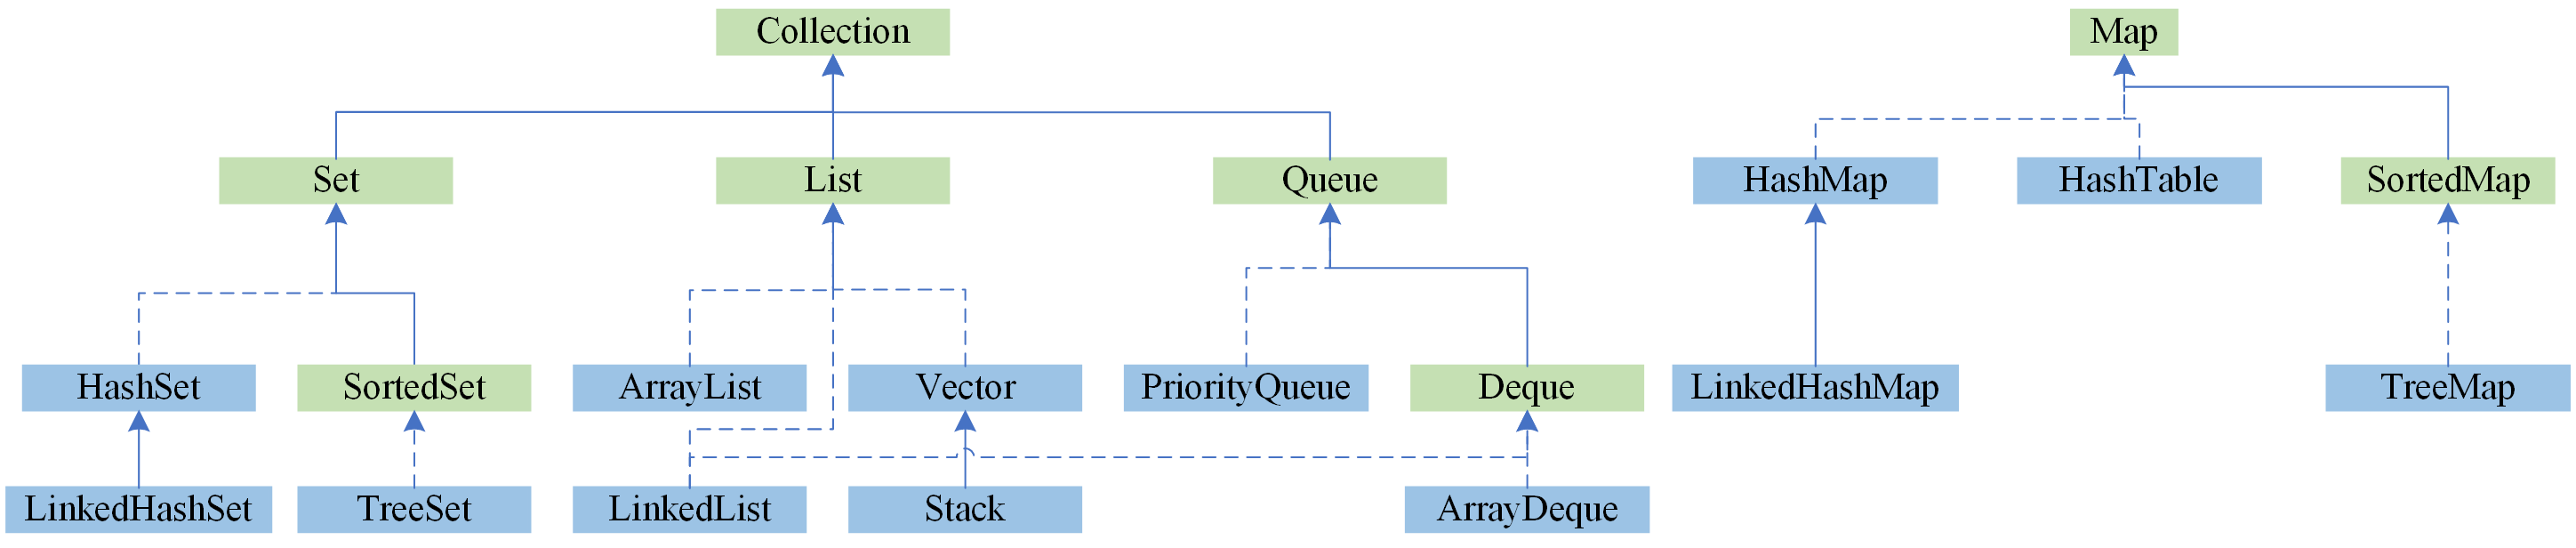 Collection
Map
Set
List
Queue
HashMap
HashTable
SortedMap
HashSet
SortedSet
ArrayList
Vector
PriorityQueue
Deque
LinkedHashMap
TreeMap
LinkedHashSet
TreeSet
LinkedList
Stack
ArrayDeque